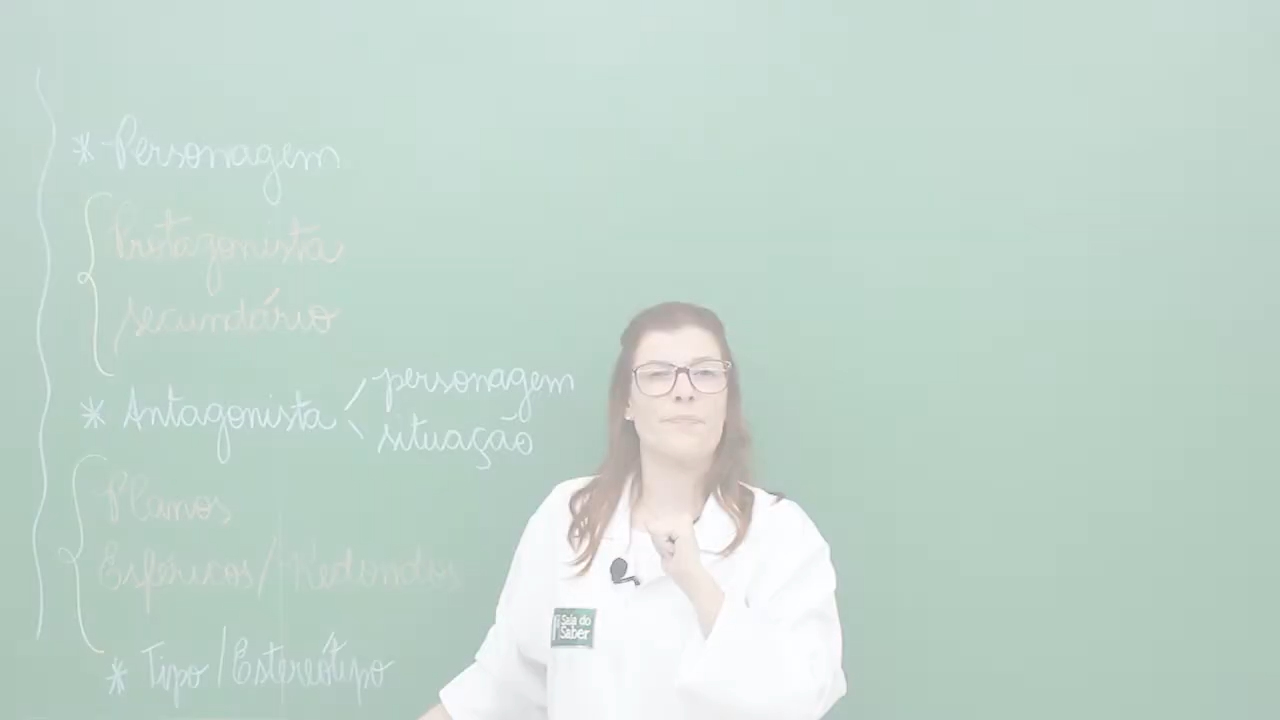 * Personagem
Protagonista
secundário
* Antagonista
personagem
situação
Planos
Esféricos/Redondos
* Tipo/Estereótipo
Sala do
Saber